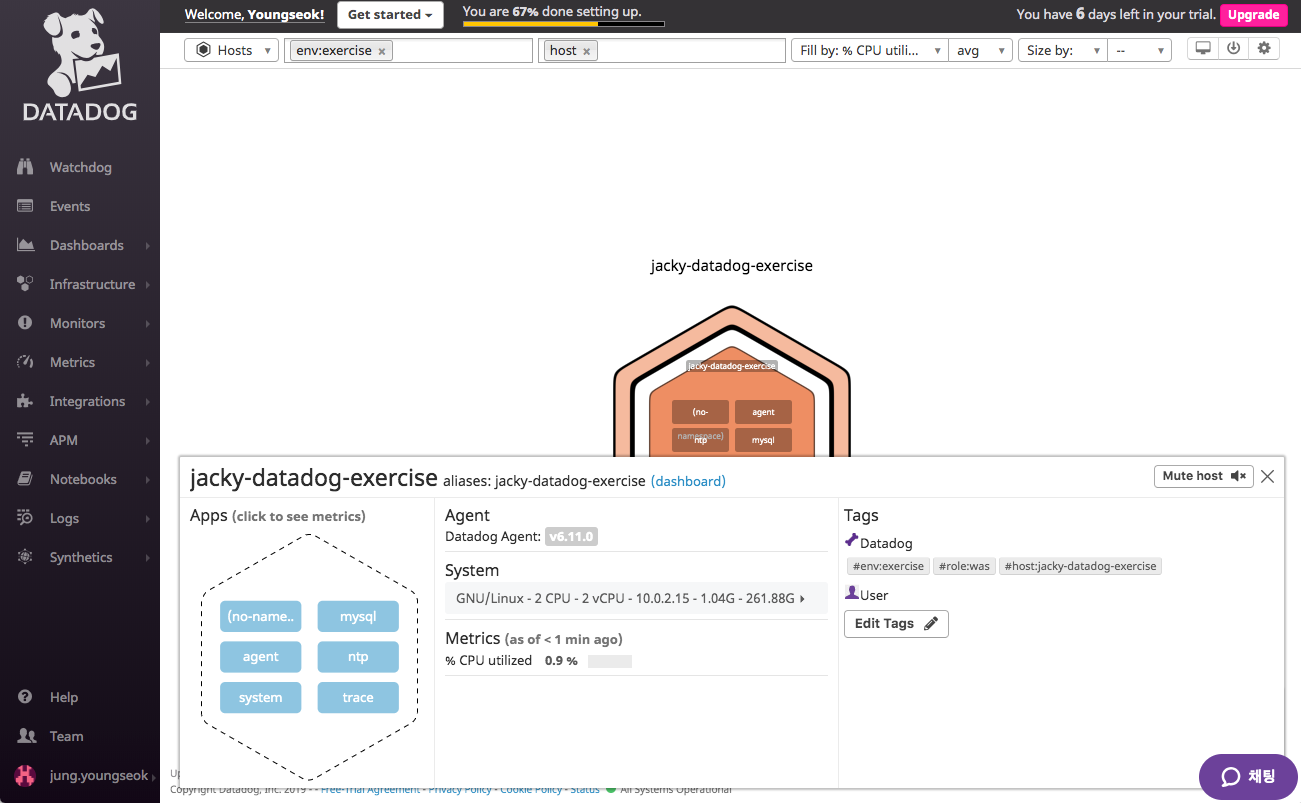 DATADOG
Watchdog
Events
Dashboards
Infrastructure
Monitors
Metrics
Integrations
APM
Notebooks
Logs
Synthetics
Help
Team
jung.youngseok
Welcome, Youngseok!
Get started
You are 67% done setting up.
You have 6 days left in your trial.
Upgrade
Hosts
env:exercise ×
host ×
Fill by: % CPU utili...
avg
Size by:
--
jacky-datadog-exercise
jacky-datadog-exercise
(no-
namespace)
agent
ntp
mysql
jacky-datadog-exercise aliases: jacky-datadog-exercise (dashboard)
Mute host
Apps (click to see metrics)
(no-name..
mysql
agent
ntp
system
trace
Agent
Datadog Agent: v6.11.0
System
GNU/Linux - 2 CPU - 2 vCPU - 10.0.2.15 - 1.04G - 261.88G
Metrics (as of < 1 min ago)
% CPU utilized 0.9 %
Tags
Datadog
#env:exercise #role:was #host:jacky-datadog-exercise
User
Edit Tags
채팅
Copyright Datadog, Inc. 2019 - - Free-Trial Agreement - Privacy Policy - Cookie Policy - Status All Systems Operational